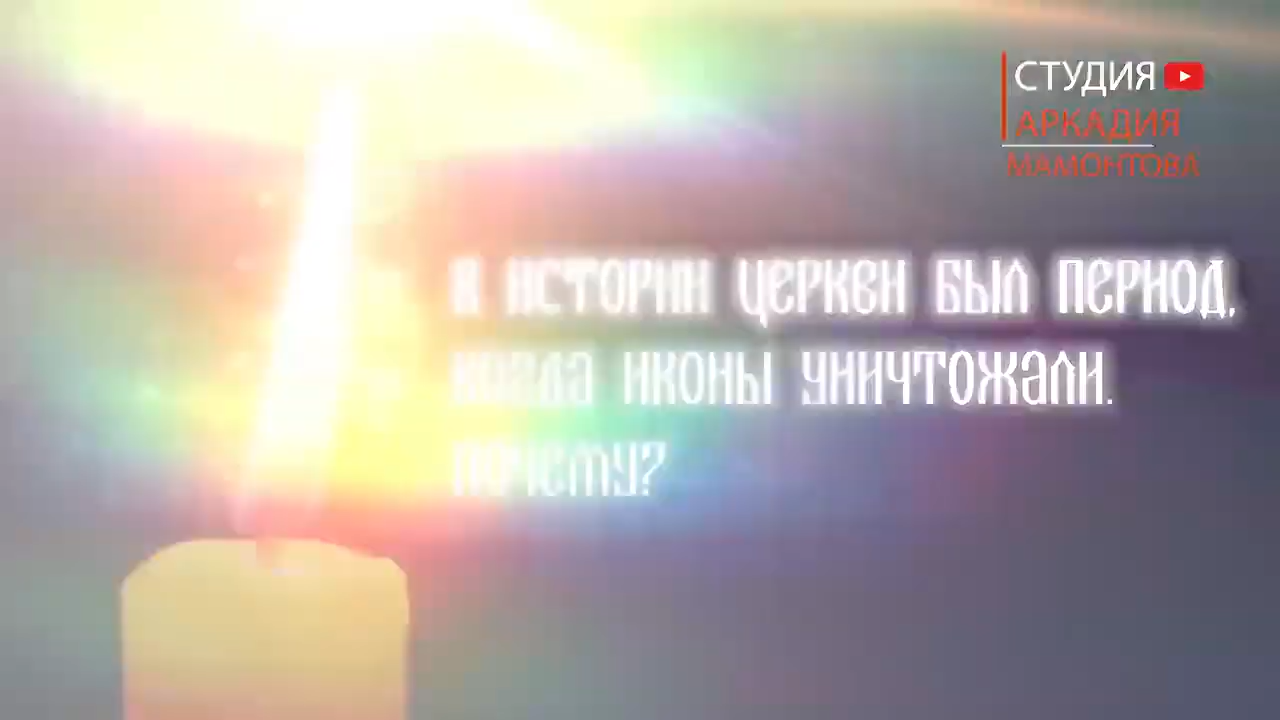 СТУДИЯ
АРКАДИЯ
МАМОНТОВА
В ИСТОРИИ ЦЕРКВИ БЫЛ ПЕРИОД,
КОГДА ИКОНЫ УНИЧТОЖАЛИ.
ПОЧЕМУ?